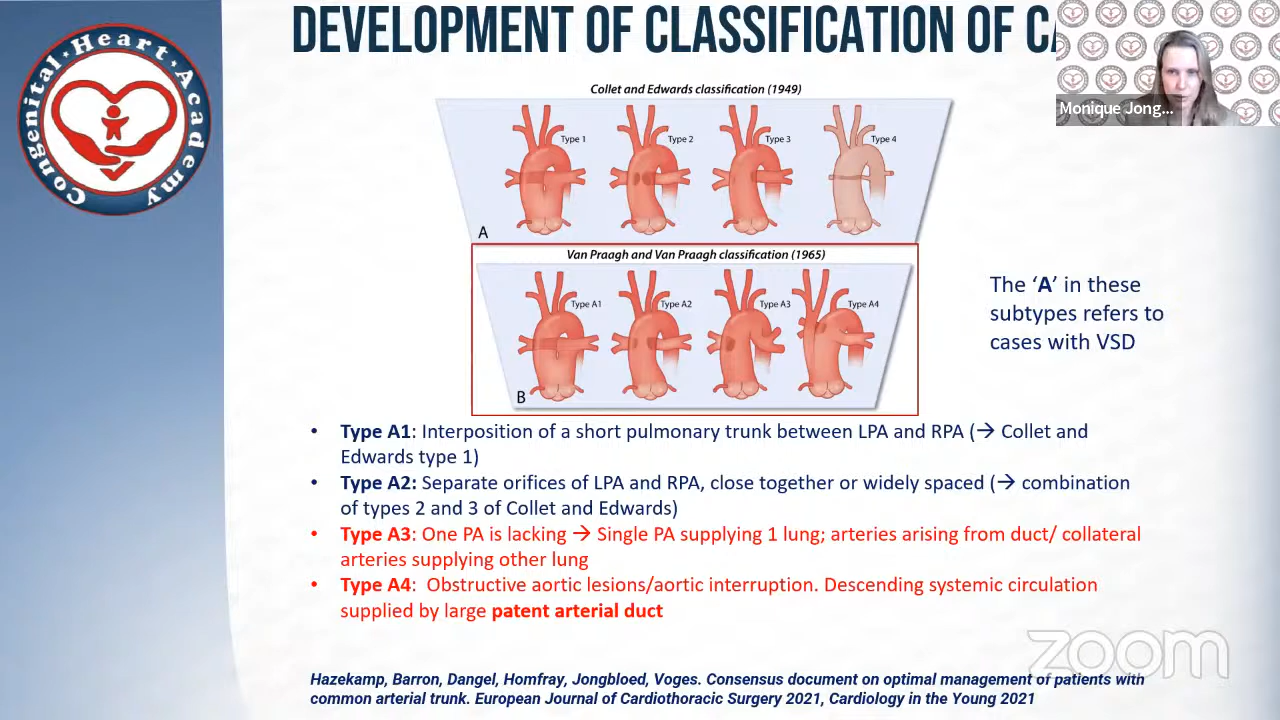 Congenital Heart Academy
DEVELOPMENT OF CLASSIFICATION OF
Monique Jong...
Collet and Edwards classification (1949)
Type 1
Type 2
Type 3
Type 4
A
Van Praagh and Van Praagh classification (1965)
Type A1
Type A2
Type A3
Type A4
B
The ‘A’ in these
subtypes refers to
cases with VSD
• Type A1: Interposition of a short pulmonary trunk between LPA and RPA (→ Collet and
Edwards type 1)
• Type A2: Separate orifices of LPA and RPA, close together or widely spaced (→ combination
of types 2 and 3 of Collet and Edwards)
• Type A3: One PA is lacking → Single PA supplying 1 lung; arteries arising from duct/ collateral
arteries supplying other lung
• Type A4: Obstructive aortic lesions/aortic interruption. Descending systemic circulation
supplied by large patent arterial duct
zoom
Hazekamp, Barron, Dangel, Homfray, Jongbloed, Voges. Consensus document on optimal management of patients with
common arterial trunk. European Journal of Cardiothoracic Surgery 2021, Cardiology in the Young 2021